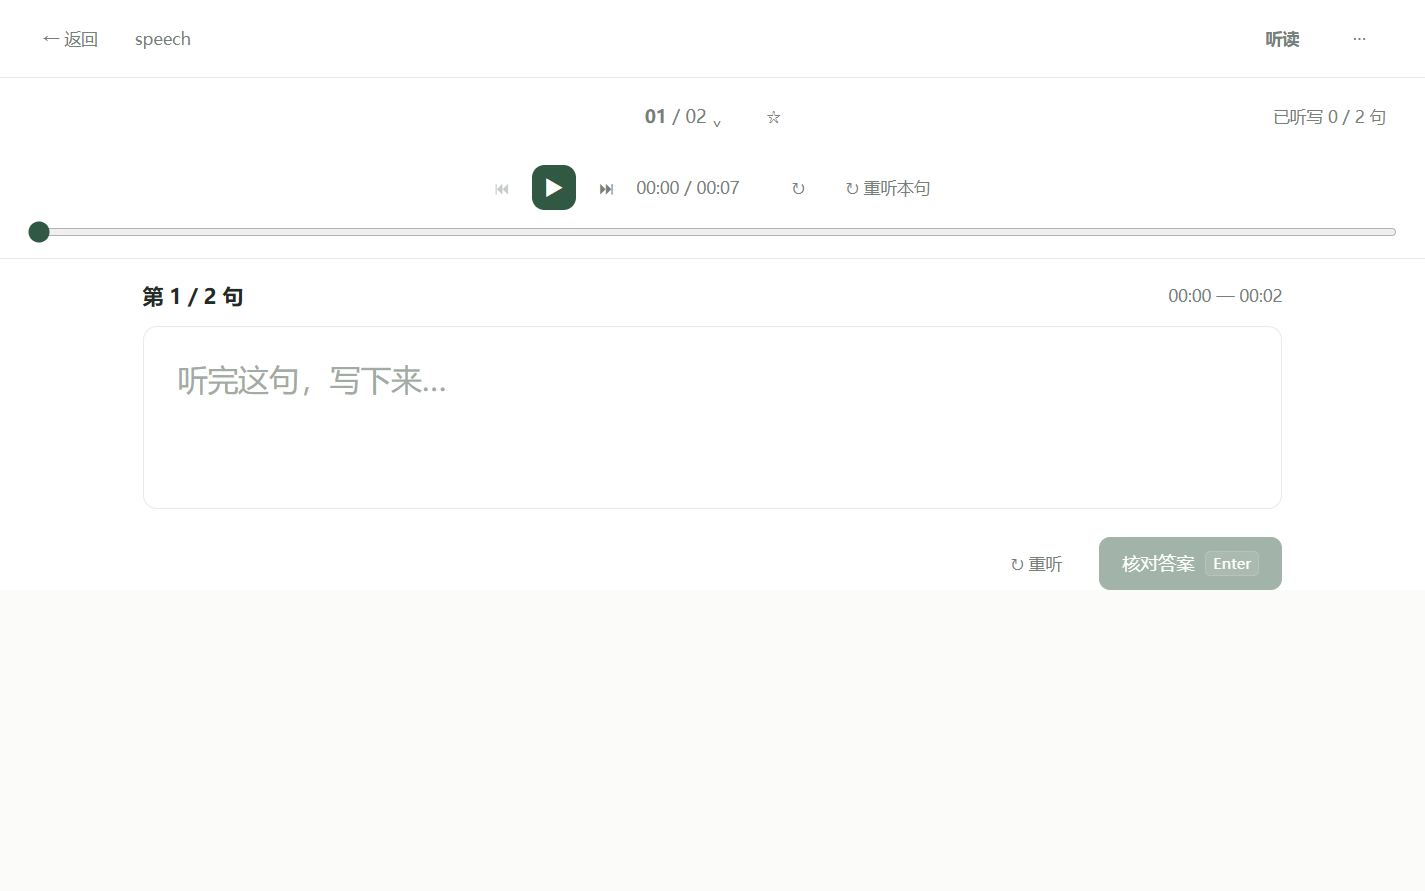 ← 返回 speech 听读 ···
01 / 02 ⌄ ☆ 已听写 0 / 2 句
⏮ ▶ ⏭ 00:00 / 00:07 ↻ ↻ 重听本句
第 1 / 2 句 00:00 — 00:02
听完这句，写下来...
↻ 重听 核对答案 Enter